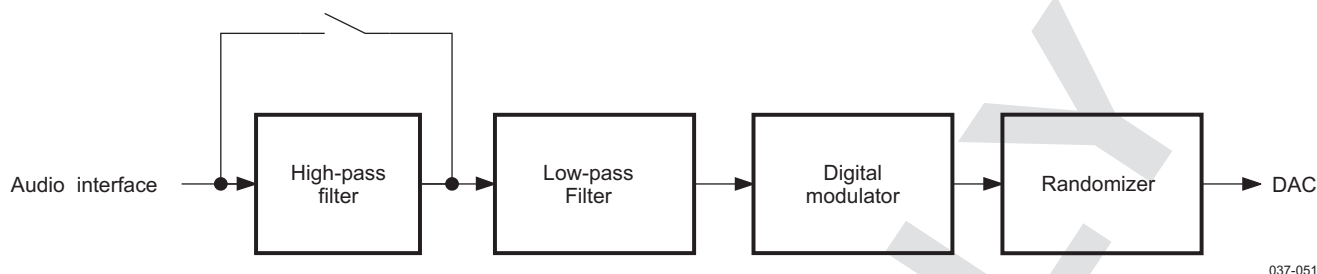 Audio interface
High-pass
filter
Low-pass
Filter
Digital
modulator
Randomizer
DAC
037-051